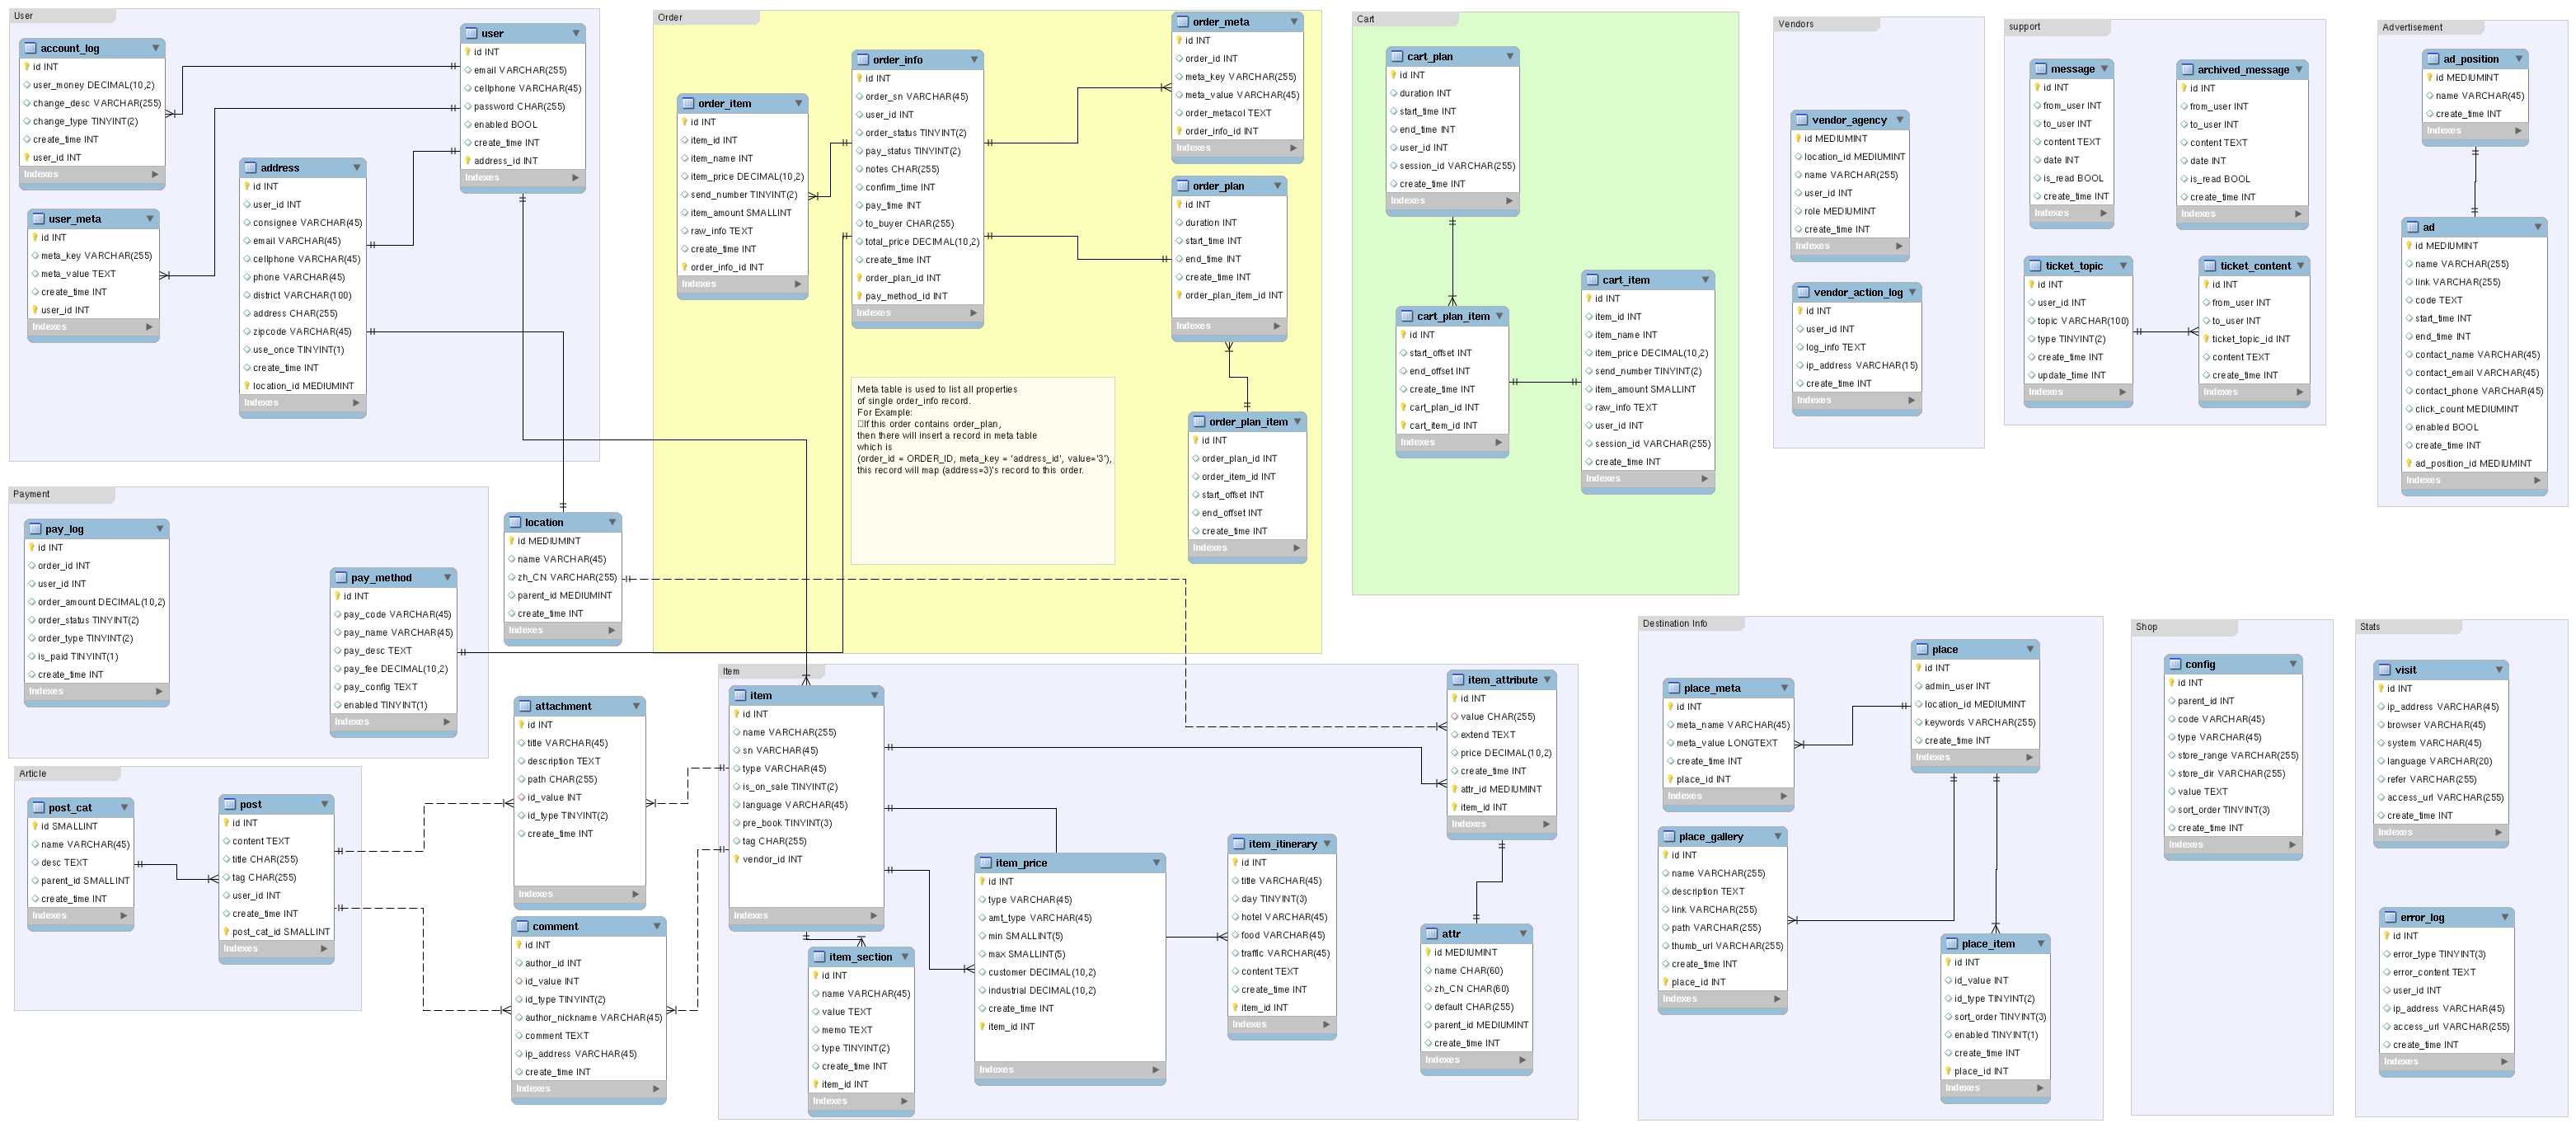 User
account_log
id INT
user_money DECIMAL(10,2)
change_desc VARCHAR(255)
change_type TINYINT(2)
create_time INT
user_id INT
Indexes
user
id INT
email VARCHAR(255)
cellphone VARCHAR(45)
password CHAR(255)
enabled BOOL
create_time INT
address_id INT
Indexes
address
id INT
user_id INT
consignee VARCHAR(45)
email VARCHAR(45)
cellphone VARCHAR(45)
phone VARCHAR(45)
district VARCHAR(100)
address CHAR(255)
zipcode VARCHAR(45)
use_once TINYINT(1)
create_time INT
location_id MEDIUMINT
Indexes
user_meta
id INT
meta_key VARCHAR(255)
meta_value TEXT
create_time INT
user_id INT
Indexes
Order
order_item
id INT
item_id INT
item_name INT
item_price DECIMAL(10,2)
send_number TINYINT(2)
item_amount SMALLINT
raw_info TEXT
create_time INT
order_info_id INT
Indexes
order_info
id INT
order_sn VARCHAR(45)
user_id INT
order_status TINYINT(2)
pay_status TINYINT(2)
notes CHAR(255)
confirm_time INT
pay_time INT
to_buyer CHAR(255)
total_price DECIMAL(10,2)
create_time INT
order_plan_id INT
pay_method_id INT
Indexes
order_meta
id INT
order_id INT
meta_key VARCHAR(255)
meta_value VARCHAR(45)
order_metacol TEXT
order_info_id INT
Indexes
order_plan
id INT
duration INT
start_time INT
end_time INT
create_time INT
order_plan_item_id INT
Indexes
order_plan_item
id INT
order_plan_id INT
order_item_id INT
start_offset INT
end_offset INT
create_time INT
Indexes
Meta table is used to list all properties
of single order_info record.
For Example:
If this order contains order_plan,
then there will insert a record in meta table
which is
(order_id = ORDER_ID, meta_key = 'address_id', value='3'),
this record will map (address=3)'s record to this order.
Cart
cart_plan
id INT
duration INT
start_time INT
end_time INT
user_id INT
session_id VARCHAR(255)
create_time INT
Indexes
cart_plan_item
id INT
start_offset INT
end_offset INT
create_time INT
cart_plan_id INT
cart_item_id INT
Indexes
cart_item
id INT
item_id INT
item_name INT
item_price DECIMAL(10,2)
send_number TINYINT(2)
item_amount SMALLINT
raw_info TEXT
user_id INT
session_id VARCHAR(255)
create_time INT
Indexes
Vendors
vendor_agency
id MEDIUMINT
location_id MEDIUMINT
name VARCHAR(255)
user_id INT
role MEDIUMINT
create_time INT
Indexes
vendor_action_log
id INT
user_id INT
log_info TEXT
ip_address VARCHAR(15)
create_time INT
Indexes
support
message
id INT
from_user INT
to_user INT
content TEXT
date INT
is_read BOOL
create_time INT
Indexes
archived_message
id INT
from_user INT
to_user INT
content TEXT
date INT
is_read BOOL
create_time INT
Indexes
ticket_topic
id INT
user_id INT
topic VARCHAR(100)
type TINYINT(2)
create_time INT
update_time INT
Indexes
ticket_content
id INT
from_user INT
to_user INT
ticket_topic_id INT
content TEXT
create_time INT
Indexes
Advertisement
ad_position
id MEDIUMINT
name VARCHAR(45)
create_time INT
Indexes
ad
id MEDIUMINT
name VARCHAR(255)
link VARCHAR(255)
code TEXT
start_time INT
end_time INT
contact_name VARCHAR(45)
contact_email VARCHAR(45)
contact_phone VARCHAR(45)
click_count MEDIUMINT
enabled BOOL
create_time INT
ad_position_id MEDIUMINT
Indexes
Payment
pay_log
id INT
order_id INT
user_id INT
order_amount DECIMAL(10,2)
order_status TINYINT(2)
order_type TINYINT(2)
is_paid TINYINT(1)
create_time INT
Indexes
pay_method
id INT
pay_code VARCHAR(45)
pay_name VARCHAR(45)
pay_desc TEXT
pay_fee DECIMAL(10,2)
pay_config TEXT
enabled TINYINT(1)
Indexes
location
id MEDIUMINT
name VARCHAR(45)
zh_CN VARCHAR(255)
parent_id MEDIUMINT
create_time INT
Indexes
Article
post_cat
id SMALLINT
name VARCHAR(45)
desc TEXT
parent_id SMALLINT
create_time INT
Indexes
post
id INT
content TEXT
title CHAR(255)
tag CHAR(255)
user_id INT
create_time INT
post_cat_id SMALLINT
Indexes
attachment
id INT
title VARCHAR(45)
description TEXT
path CHAR(255)
id_value INT
id_type TINYINT(2)
create_time INT
Indexes
comment
id INT
author_id INT
id_value INT
id_type TINYINT(2)
author_nickname VARCHAR(45)
comment TEXT
ip_address VARCHAR(45)
create_time INT
Indexes
Item
item
id INT
name VARCHAR(255)
sn VARCHAR(45)
type VARCHAR(45)
is_on_sale TINYINT(2)
language VARCHAR(45)
pre_book TINYINT(3)
tag CHAR(255)
vendor_id INT
Indexes
item_section
id INT
name VARCHAR(45)
value TEXT
memo TEXT
type TINYINT(2)
create_time INT
item_id INT
Indexes
item_price
id INT
type VARCHAR(45)
amt_type VARCHAR(45)
min SMALLINT(5)
max SMALLINT(5)
customer DECIMAL(10,2)
industrial DECIMAL(10,2)
create_time INT
item_id INT
Indexes
item_itinerary
id INT
title VARCHAR(45)
day TINYINT(3)
hotel VARCHAR(45)
food VARCHAR(45)
traffic VARCHAR(45)
content TEXT
create_time INT
item_id INT
Indexes
item_attribute
id INT
value CHAR(255)
extend TEXT
price DECIMAL(10,2)
create_time INT
attr_id MEDIUMINT
item_id INT
Indexes
attr
id MEDIUMINT
name CHAR(60)
zh_CN CHAR(60)
default CHAR(255)
parent_id MEDIUMINT
create_time INT
Indexes
Destination Info
place_meta
id INT
meta_name VARCHAR(45)
meta_value LONGTEXT
create_time INT
place_id INT
Indexes
place
id INT
admin_user INT
location_id MEDIUMINT
keywords VARCHAR(255)
create_time INT
Indexes
place_gallery
id INT
name VARCHAR(255)
description TEXT
link VARCHAR(255)
path VARCHAR(255)
thumb_url VARCHAR(255)
create_time INT
place_id INT
Indexes
place_item
id INT
id_value INT
id_type TINYINT(2)
sort_order TINYINT(3)
enabled TINYINT(1)
create_time INT
place_id INT
Indexes
Shop
config
id INT
parent_id INT
code VARCHAR(45)
type VARCHAR(45)
store_range VARCHAR(255)
store_dir VARCHAR(255)
value TEXT
sort_order TINYINT(3)
create_time INT
Indexes
Stats
visit
id INT
ip_address VARCHAR(45)
browser VARCHAR(45)
system VARCHAR(45)
language VARCHAR(20)
refer VARCHAR(255)
access_url VARCHAR(255)
create_time INT
Indexes
error_log
id INT
error_type TINYINT(3)
error_content TEXT
user_id INT
ip_address VARCHAR(45)
access_url VARCHAR(255)
create_time INT
Indexes